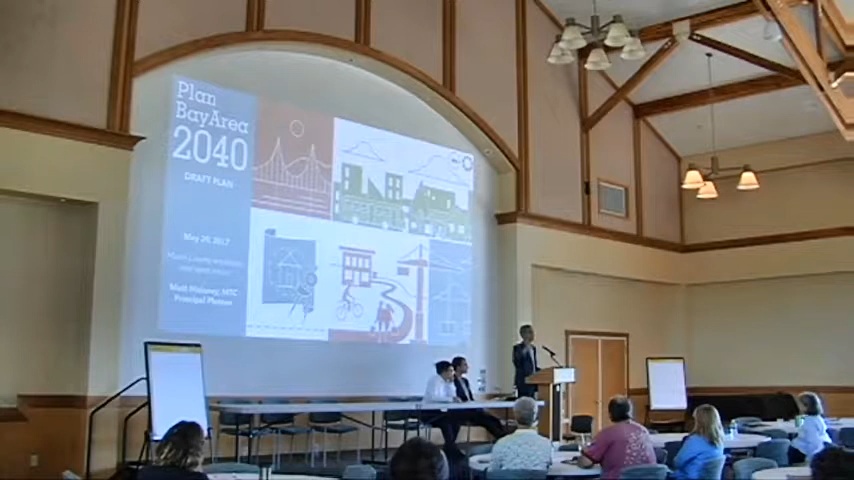 Plan
BayArea
2040
DRAFT PLAN
May 20, 2017
Matt Maloney, MTC
Principal Planner